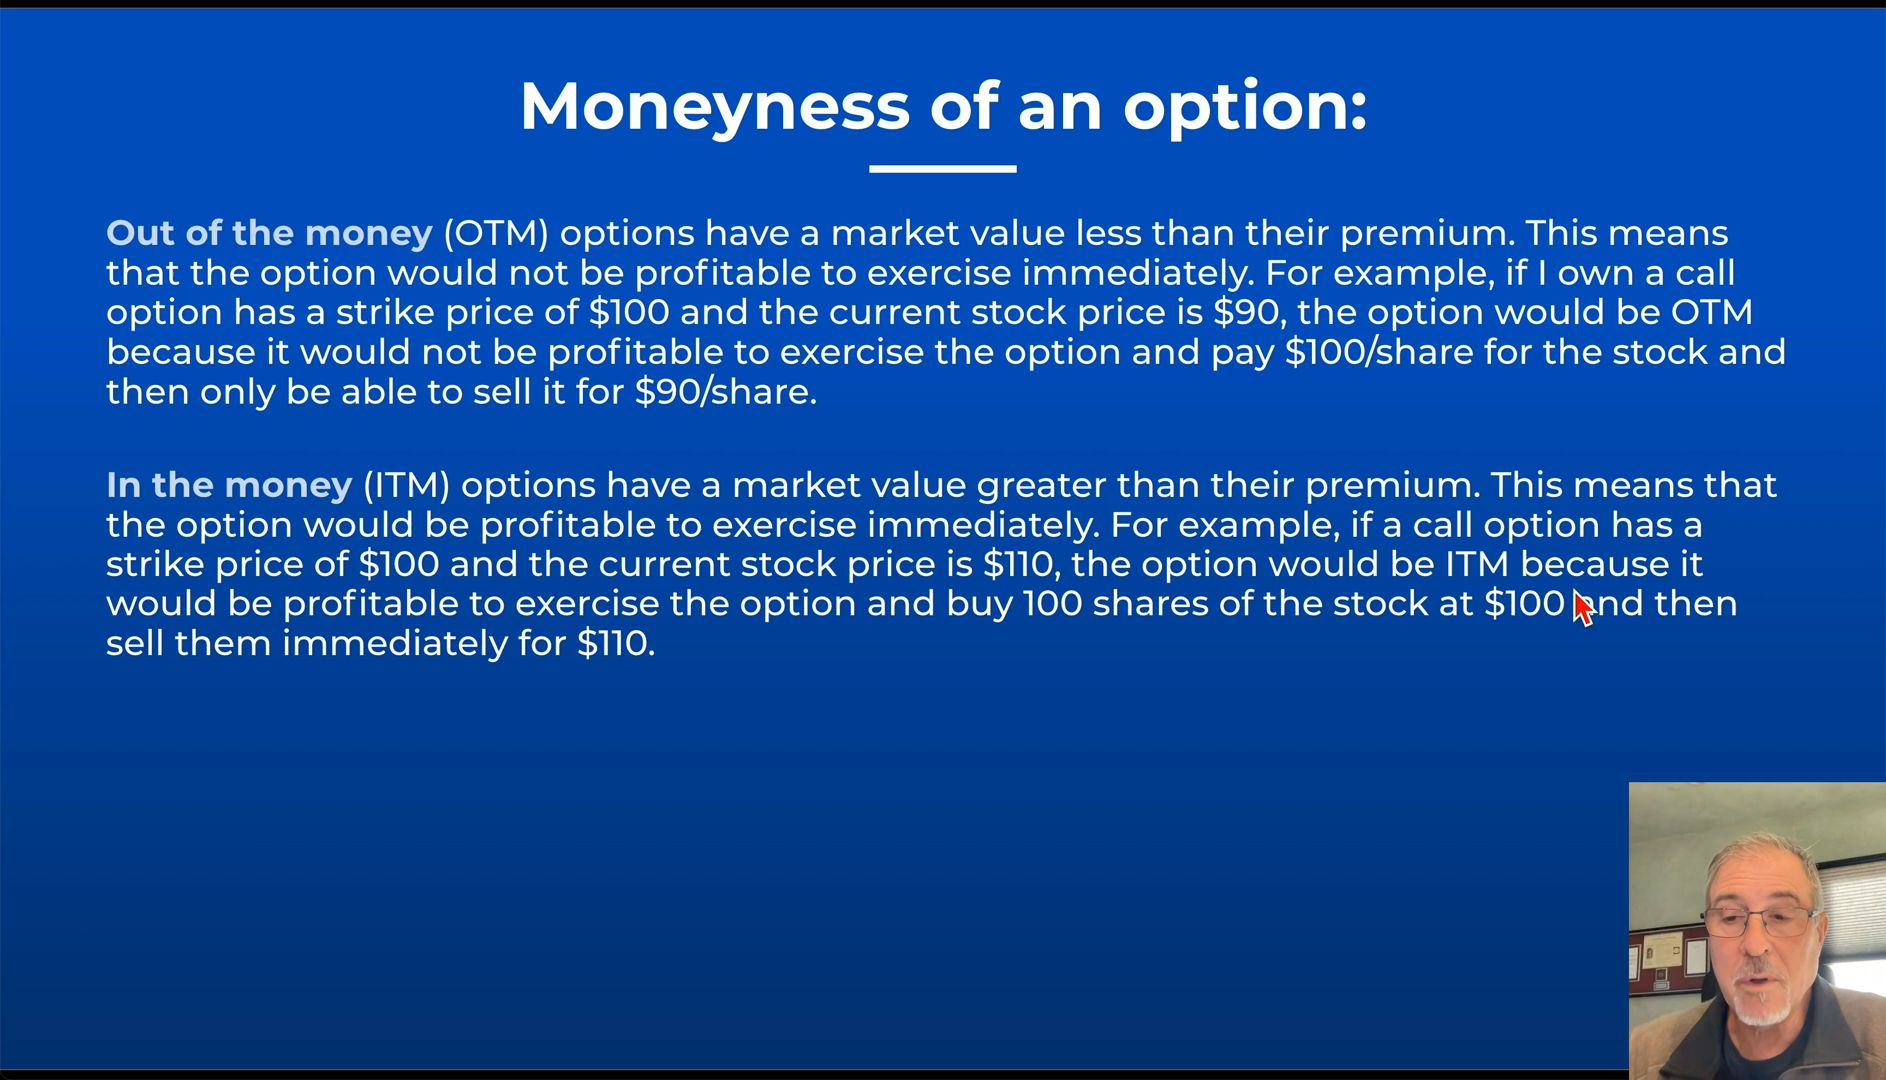 Moneyness of an option:
Out of the money (OTM) options have a market value less than their premium. This means
that the option would not be profitable to exercise immediately. For example, if I own a call
option has a strike price of $100 and the current stock price is $90, the option would be OTM
because it would not be profitable to exercise the option and pay $100/share for the stock and
then only be able to sell it for $90/share.
In the money (ITM) options have a market value greater than their premium. This means that
the option would be profitable to exercise immediately. For example, if a call option has a
strike price of $100 and the current stock price is $110, the option would be ITM because it
would be profitable to exercise the option and buy 100 shares of the stock at $100 and then
sell them immediately for $110.